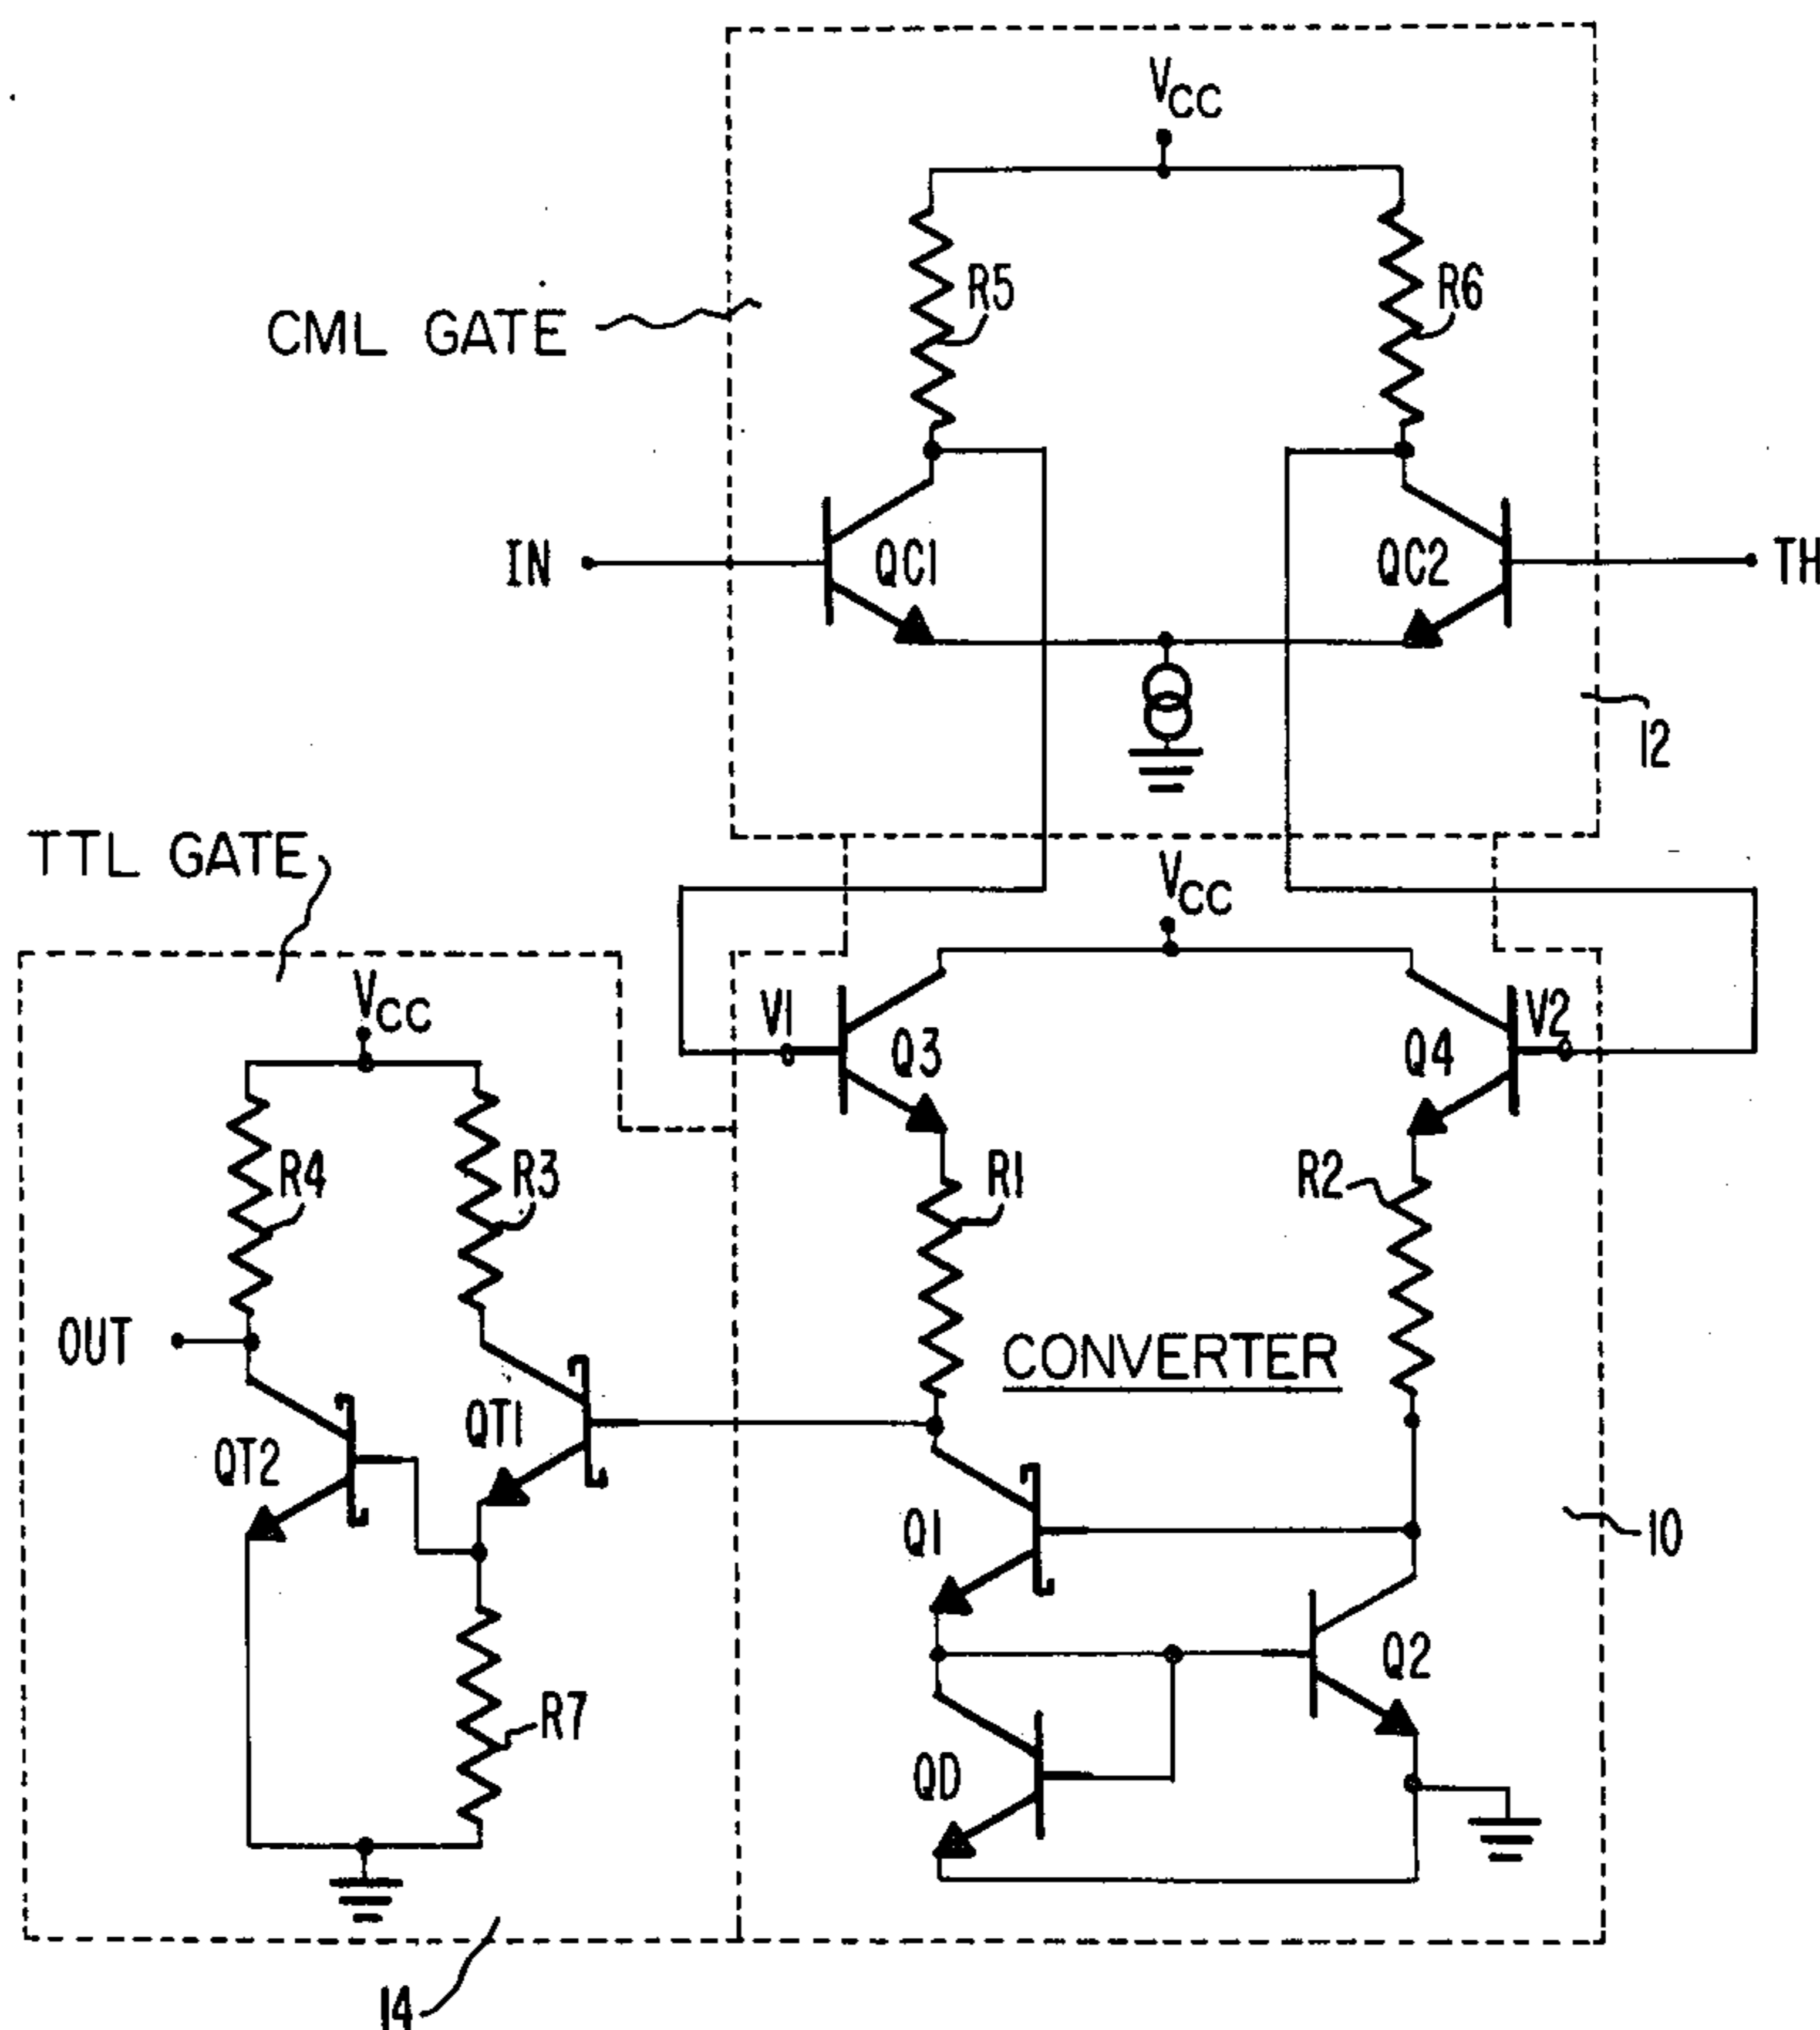 VCC
R5
R6
CML GATE
IN
QC1
QC2
TH
12
TTL GATE
VCC
VCC
V1
Q3
Q4
V2
R4
R3
R1
R2
OUT
CONVERTER
QT1
QT2
Q1
10
Q2
R7
QD
14